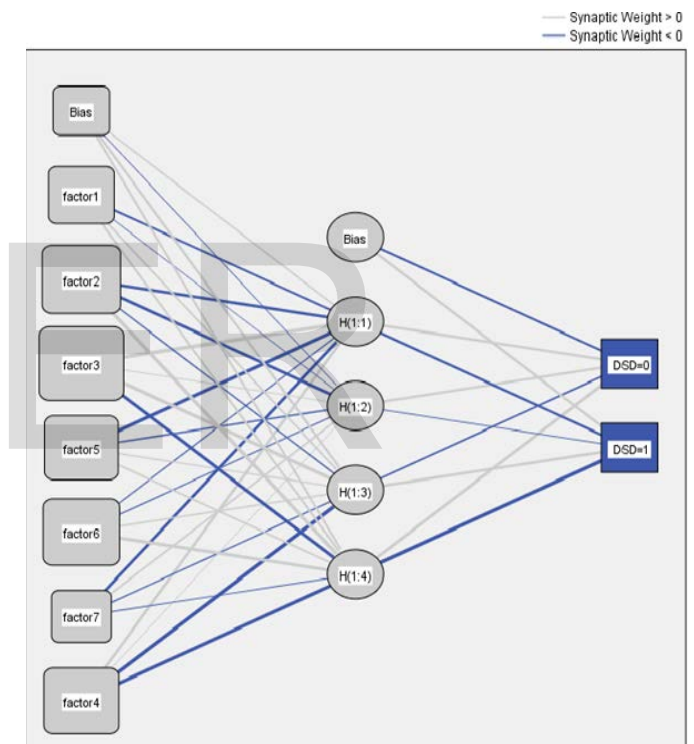 Synaptic Weight > 0
Synaptic Weight < 0
Bias
factor1
factor2
factor3
factor5
factor6
factor7
factor4
Bias
H(1:1)
H(1:2)
H(1:3)
H(1:4)
DSD=0
DSD=1
ER